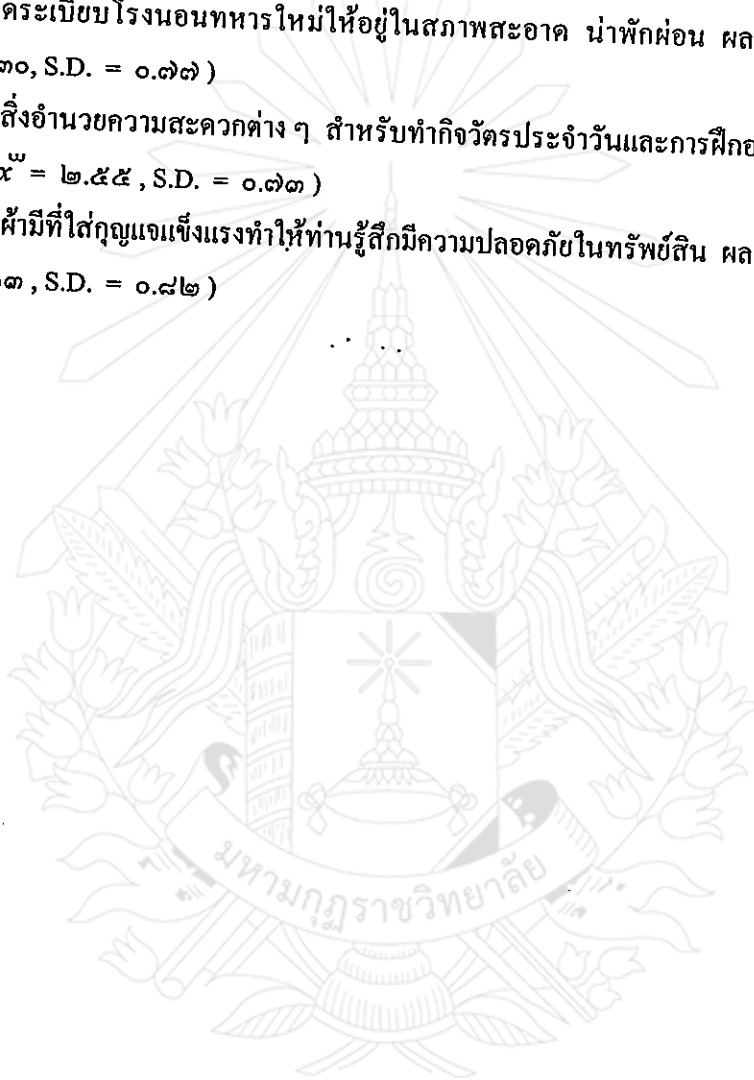 ดระเบียบโรงนอนทหารใหม่ให้อยู่ในสภาพสะอาด น่าพักผ่อน ผล
๓๐, S.D. = ๐.๗๗ )
สิ่งอำนวยความสะดวกต่าง ๆ สำหรับทำกิจวัตรประจำวันและการฝึกอ
x̄ = ๒.๕๕ , S.D. = ๐.๗๓ )
ผ้ามีที่ใส่กุญแจแข็งแรงทำให้ท่านรู้สึกมีความปลอดภัยในทรัพย์สิน ผล
๓ , S.D. = ๐.๘๒ )
มหามกุฏราชวิทยาลัย